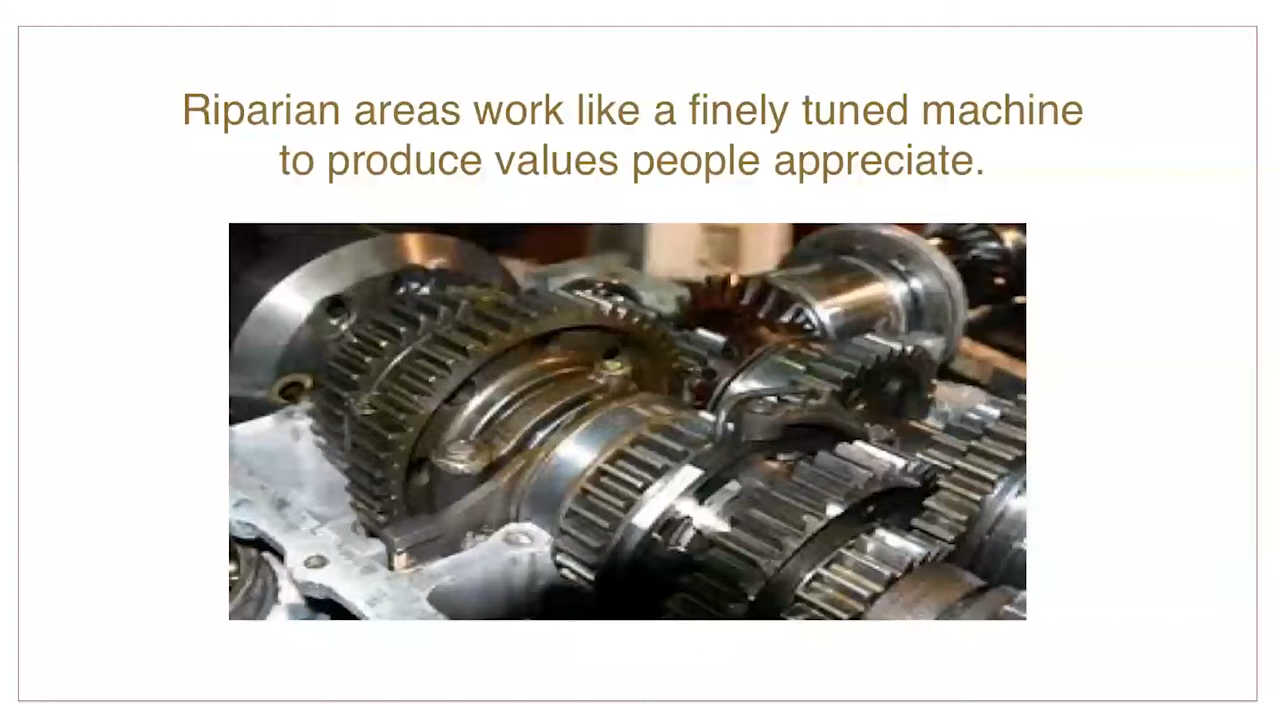 Riparian areas work like a finely tuned machine
to produce values people appreciate.